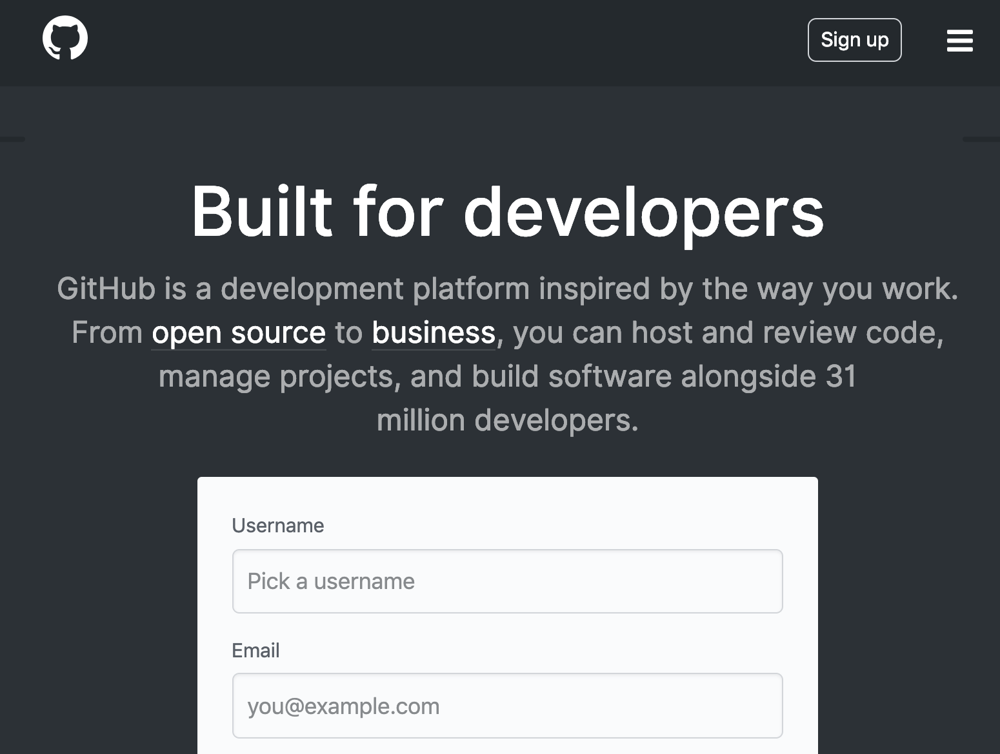 Sign up
Built for developers
GitHub is a development platform inspired by the way you work.
From open source to business, you can host and review code,
manage projects, and build software alongside 31
million developers.
Username
Pick a username
Email
you@example.com